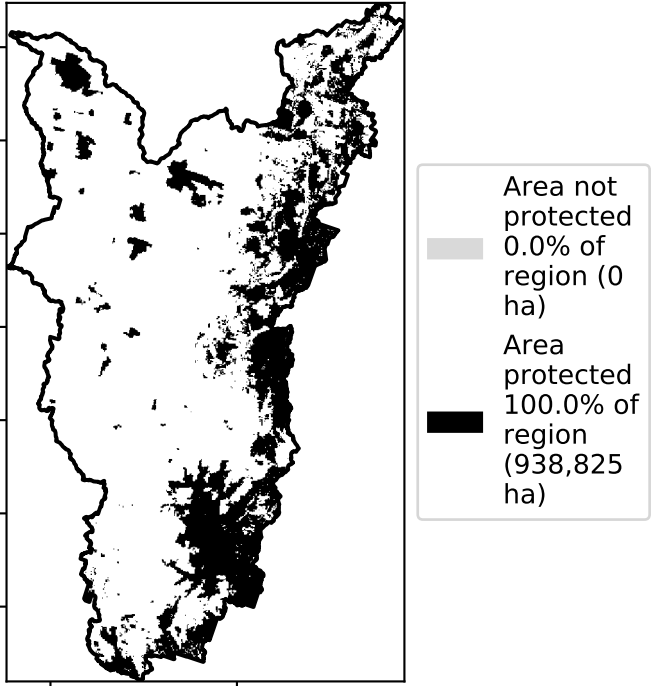 Area not
protected
0.0% of
region (0
ha)
Area
protected
100.0% of
region
(938,825
ha)